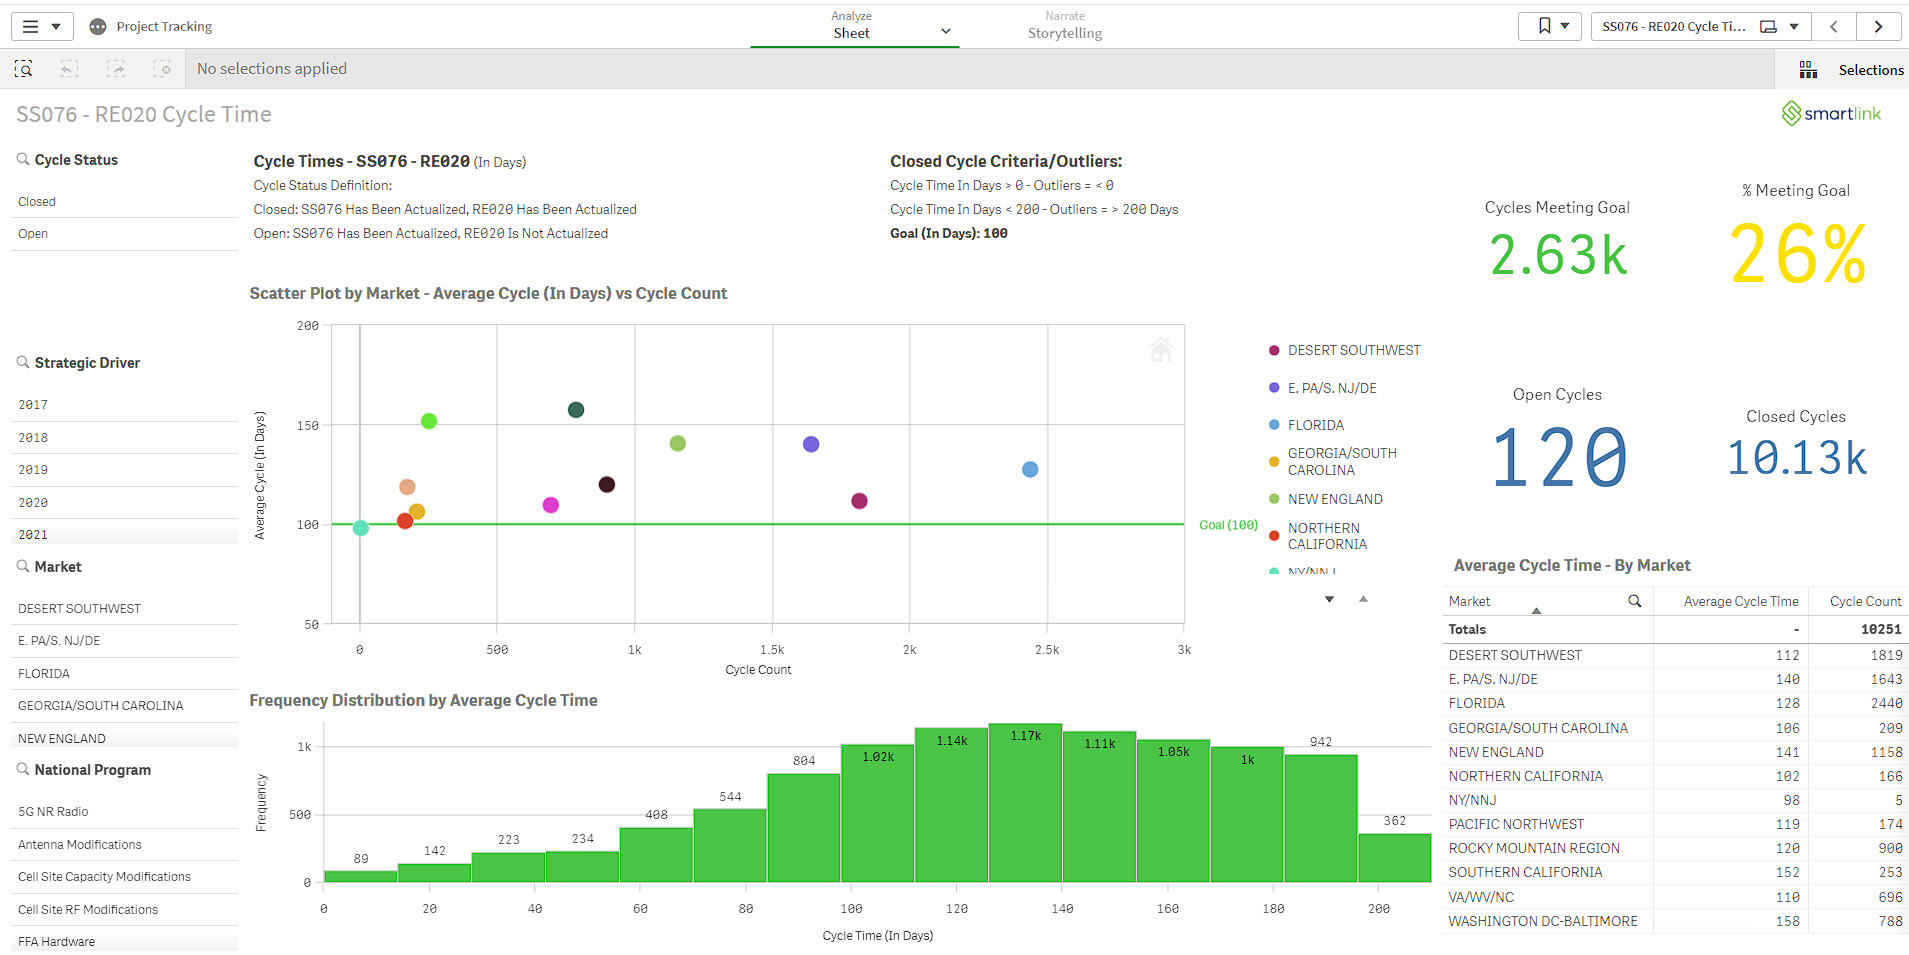 Project Tracking
Analyze
Sheet
Narrate
Storytelling
SS076 - RE020 Cycle Ti...
No selections applied
Selections
SS076 - RE020 Cycle Time
smartlink
Cycle Status
Closed
Open
Strategic Driver
2017
2018
2019
2020
2021
Market
DESERT SOUTHWEST
E. PA/S. NJ/DE
FLORIDA
GEORGIA/SOUTH CAROLINA
NEW ENGLAND
National Program
5G NR Radio
Antenna Modifications
Cell Site Capacity Modifications
Cell Site RF Modifications
FFA Hardware
Cycle Times - SS076 - RE020 (In Days)
Cycle Status Definition:
Closed: SS076 Has Been Actualized, RE020 Has Been Actualized
Open: SS076 Has Been Actualized, RE020 Is Not Actualized
Closed Cycle Criteria/Outliers:
Cycle Time In Days > 0 - Outliers = < 0
Cycle Time In Days < 200 - Outliers = > 200 Days
Goal (In Days): 100
Cycles Meeting Goal
2.63k
% Meeting Goal
26%
Open Cycles
120
Closed Cycles
10.13k
Scatter Plot by Market - Average Cycle (In Days) vs Cycle Count
Average Cycle (In Days)
200
150
100
50
0
500
1k
1.5k
2k
2.5k
3k
Cycle Count
Goal (100)
DESERT SOUTHWEST
E. PA/S. NJ/DE
FLORIDA
GEORGIA/SOUTH
CAROLINA
NEW ENGLAND
NORTHERN
CALIFORNIA
NY/NNJ
Frequency Distribution by Average Cycle Time
Frequency
1k
500
0
89
142
223
234
408
544
804
1.02k
1.14k
1.17k
1.11k
1.05k
1k
942
362
0
20
40
60
80
100
120
140
160
180
200
Cycle Time (In Days)
Average Cycle Time - By Market
Market Average Cycle Time Cycle Count
Totals - 10251
DESERT SOUTHWEST 112 1819
E. PA/S. NJ/DE 140 1643
FLORIDA 128 2440
GEORGIA/SOUTH CAROLINA 106 209
NEW ENGLAND 141 1158
NORTHERN CALIFORNIA 102 166
NY/NNJ 98 5
PACIFIC NORTHWEST 119 174
ROCKY MOUNTAIN REGION 120 900
SOUTHERN CALIFORNIA 152 253
VA/WV/NC 110 696
WASHINGTON DC-BALTIMORE 158 788